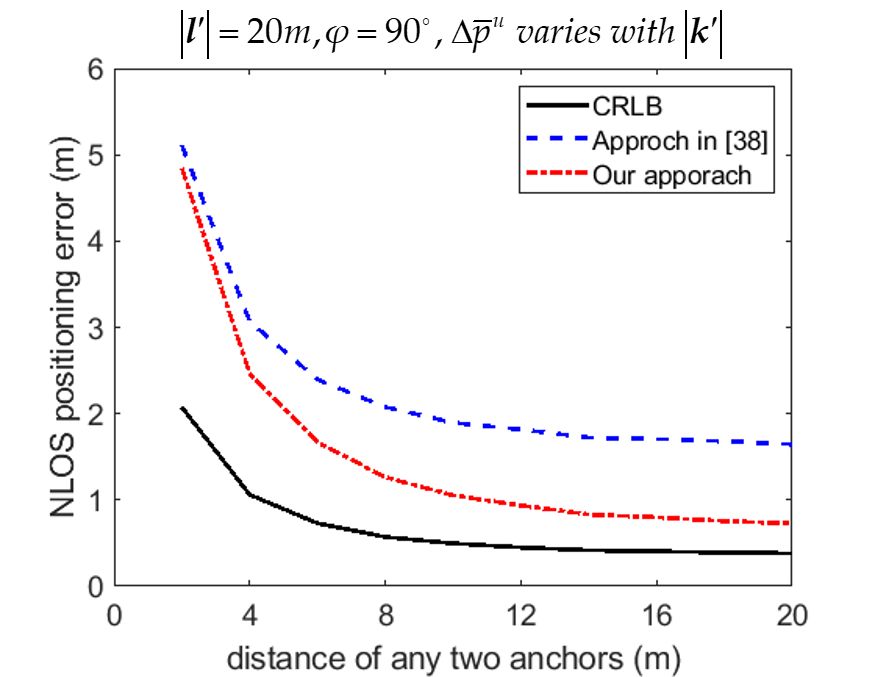 |l'| = 20m, φ = 90°, Δp̅ᵘ varies with |k'|
6
5
4
3
2
1
0
NLOS positioning error (m)
CRLB
Approch in [38]
Our apporach
0 4 8 12 16 20
distance of any two anchors (m)